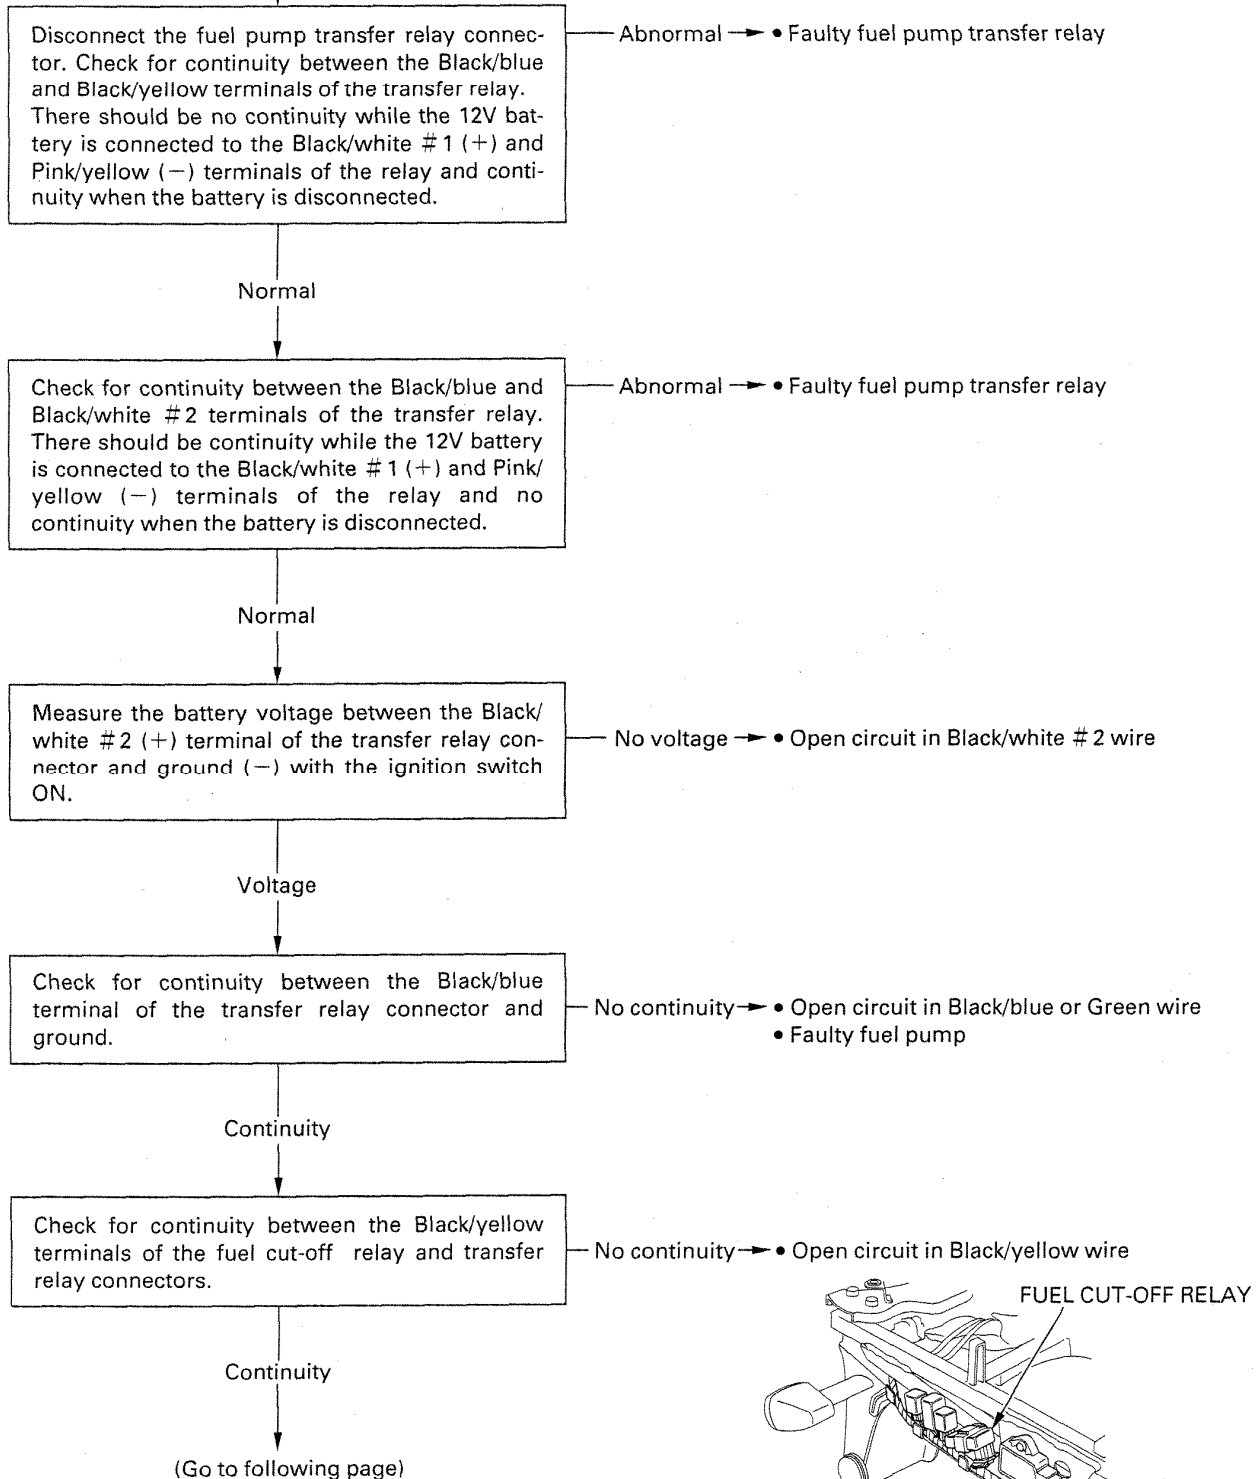 Disconnect the fuel pump transfer relay connec-
tor. Check for continuity between the Black/blue
and Black/yellow terminals of the transfer relay.
There should be no continuity while the 12V bat-
tery is connected to the Black/white #1 (+) and
Pink/yellow (−) terminals of the relay and conti-
nuity when the battery is disconnected.
Abnormal
• Faulty fuel pump transfer relay
Normal
Check for continuity between the Black/blue and
Black/white #2 terminals of the transfer relay.
There should be continuity while the 12V battery
is connected to the Black/white #1 (+) and Pink/
yellow (−) terminals of the relay and no
continuity when the battery is disconnected.
Abnormal
• Faulty fuel pump transfer relay
Normal
Measure the battery voltage between the Black/
white #2 (+) terminal of the transfer relay con-
nector and ground (−) with the ignition switch
ON.
No voltage
• Open circuit in Black/white #2 wire
Voltage
Check for continuity between the Black/blue
terminal of the transfer relay connector and
ground.
No continuity
• Open circuit in Black/blue or Green wire
• Faulty fuel pump
Continuity
Check for continuity between the Black/yellow
terminals of the fuel cut-off relay and transfer
relay connectors.
No continuity
• Open circuit in Black/yellow wire
FUEL CUT-OFF RELAY
Continuity
(Go to following page)